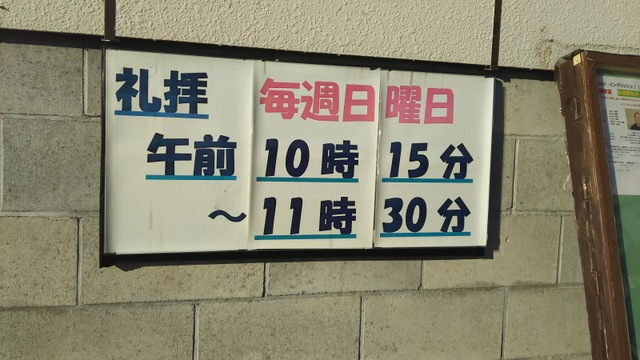 礼拝 毎週日曜日
午前 10時 15分
～ 11時 30分